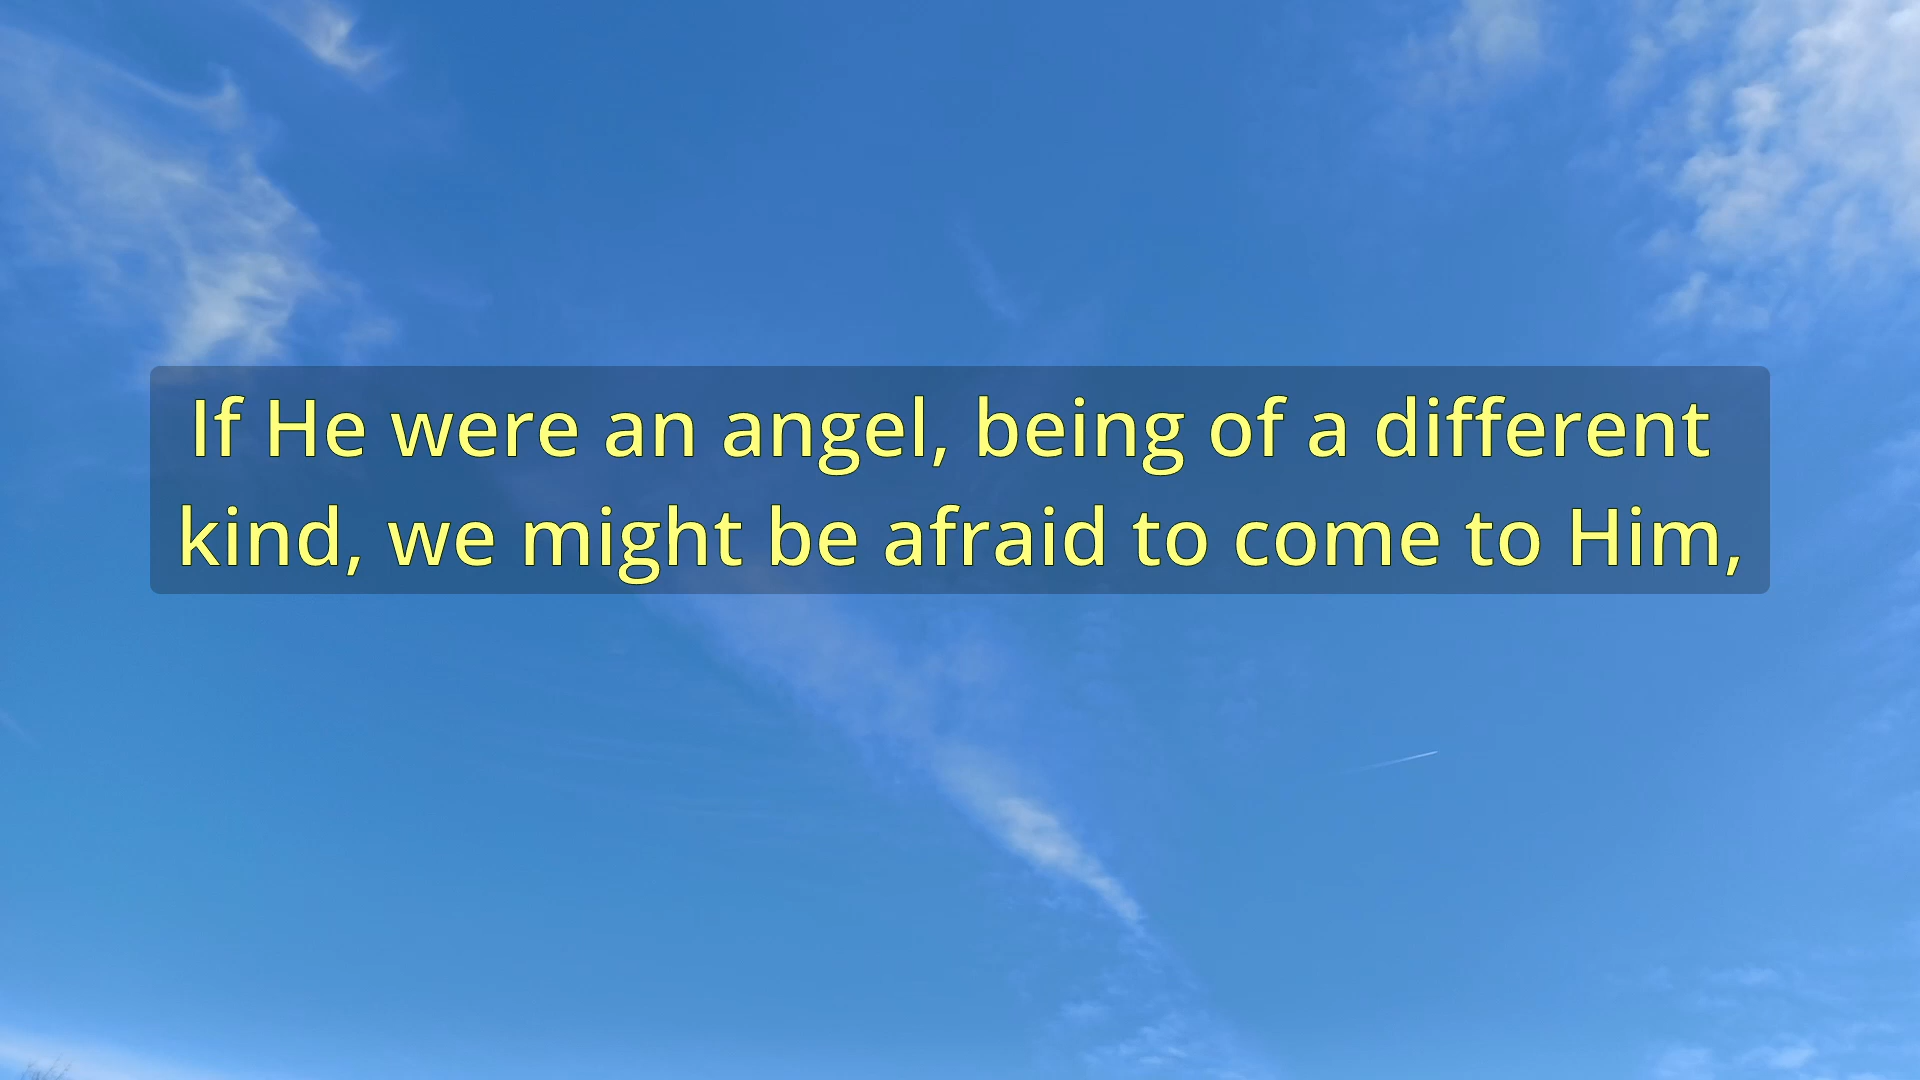 If He were an angel, being of a different
kind, we might be afraid to come to Him,